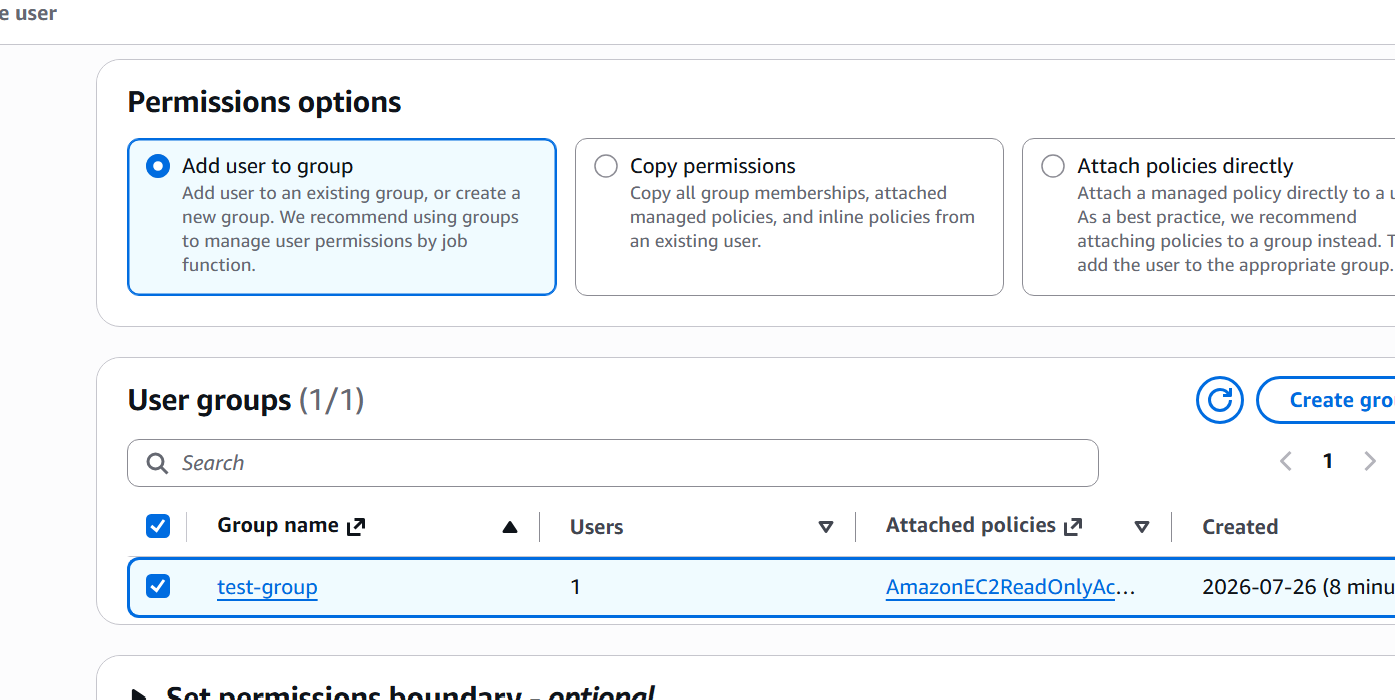 e user
Permissions options
Add user to group
Add user to an existing group, or create a
new group. We recommend using groups
to manage user permissions by job
function.
Copy permissions
Copy all group memberships, attached
managed policies, and inline policies from
an existing user.
Attach policies directly
Attach a managed policy directly to a u
As a best practice, we recommend
attaching policies to a group instead. T
add the user to the appropriate group.
User groups (1/1)
Create gro
Search
1
Group name Users Attached policies Created
test-group 1 AmazonEC2ReadOnlyAc... 2026-07-26 (8 minu
Set permissions boundary - optional